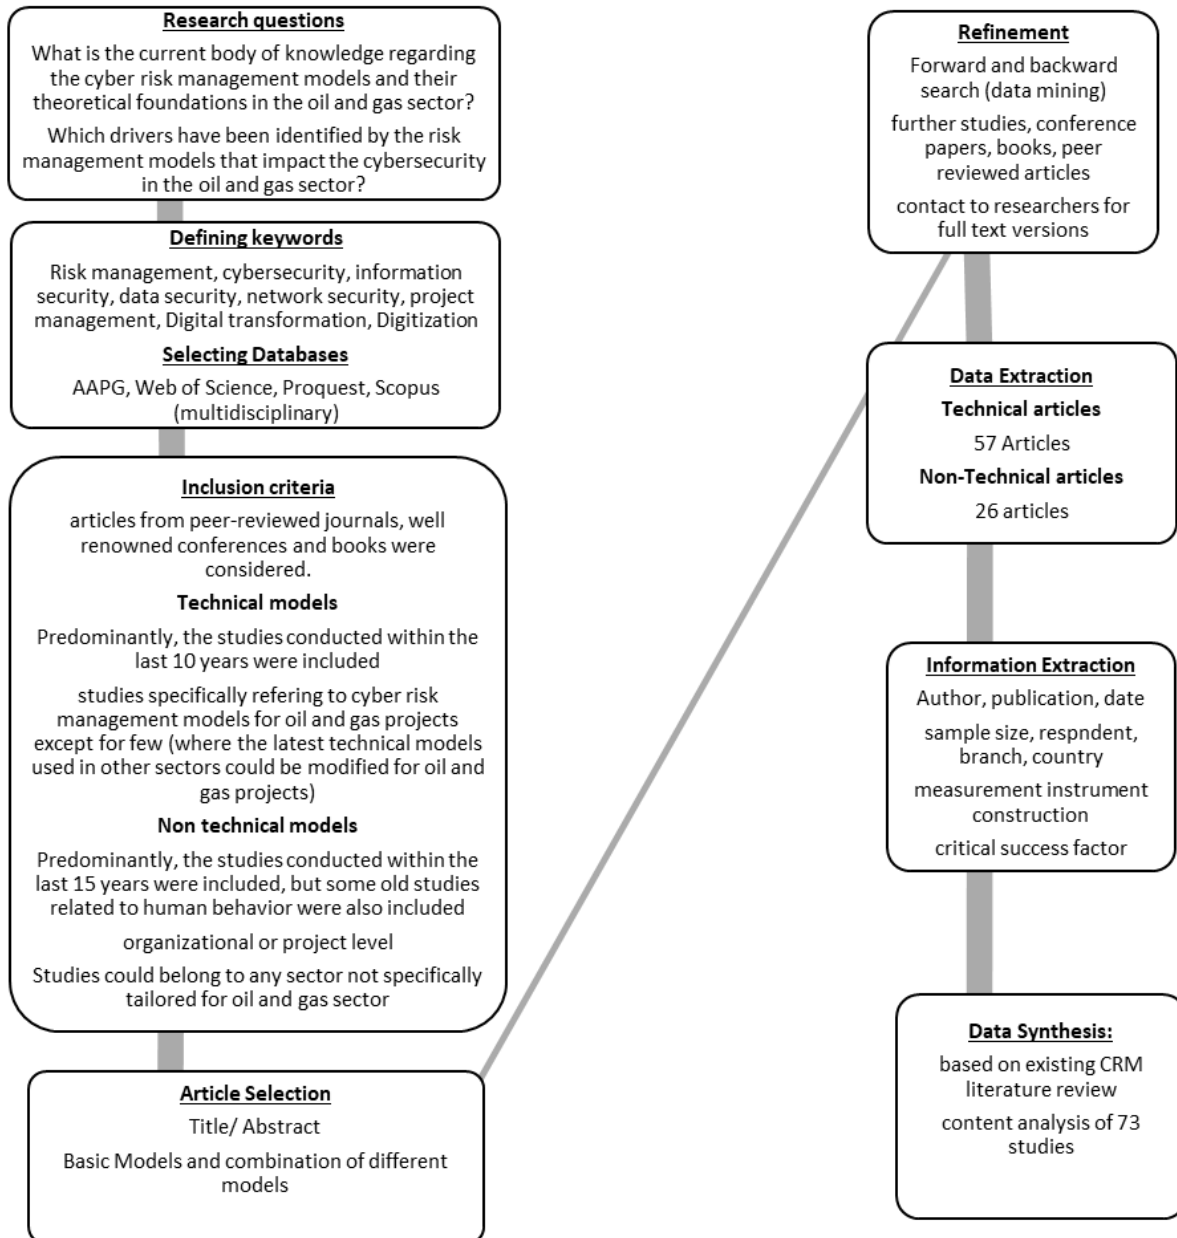 Research questions
What is the current body of knowledge regarding
the cyber risk management models and their
theoretical foundations in the oil and gas sector?
Which drivers have been identified by the risk
management models that impact the cybersecurity
in the oil and gas sector?
Defining keywords
Risk management, cybersecurity, information
security, data security, network security, project
management, Digital transformation, Digitization
Selecting Databases
AAPG, Web of Science, Proquest, Scopus
(multidisciplinary)
Inclusion criteria
articles from peer-reviewed journals, well
renowned conferences and books were
considered.
Technical models
Predominantly, the studies conducted within the
last 10 years were included
studies specifically refering to cyber risk
management models for oil and gas projects
except for few (where the latest technical models
used in other sectors could be modified for oil and
gas projects)
Non technical models
Predominantly, the studies conducted within the
last 15 years were included, but some old studies
related to human behavior were also included
organizational or project level
Studies could belong to any sector not specifically
tailored for oil and gas sector
Article Selection
Title/ Abstract
Basic Models and combination of different
models
Refinement
Forward and backward
search (data mining)
further studies, conference
papers, books, peer
reviewed articles
contact to researchers for
full text versions
Data Extraction
Technical articles
57 Articles
Non-Technical articles
26 articles
Information Extraction
Author, publication, date
sample size, respndent,
branch, country
measurement instrument
construction
critical success factor
Data Synthesis:
based on existing CRM
literature review
content analysis of 73
studies